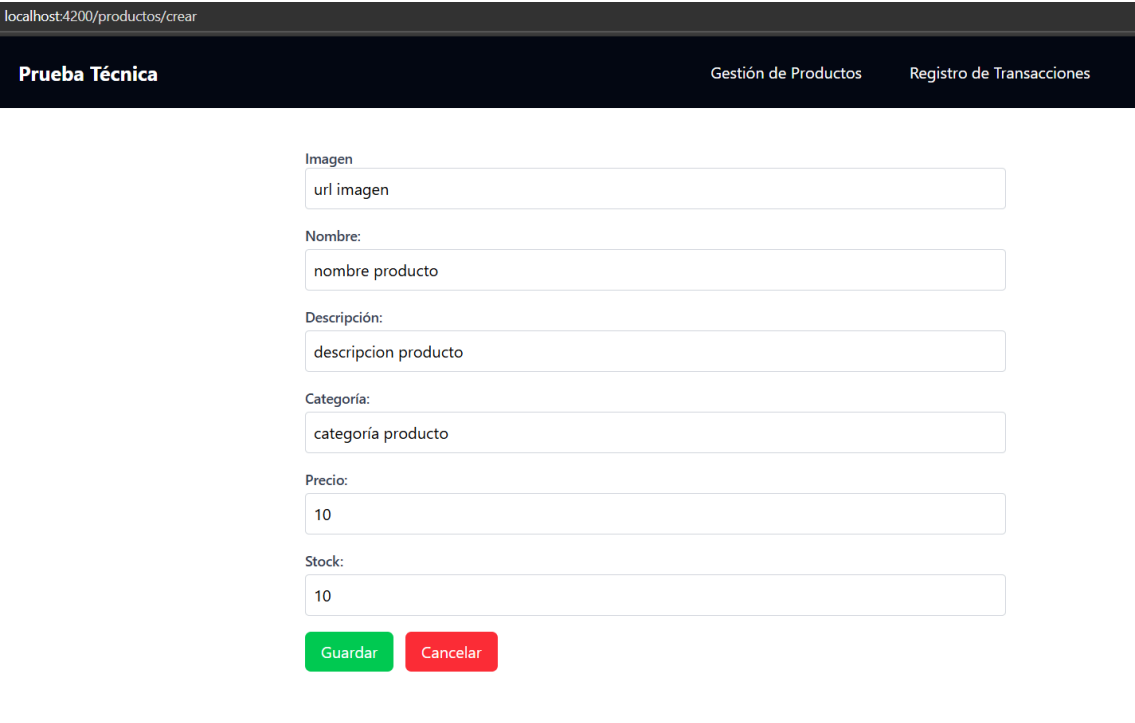 localhost:4200/productos/crear
Prueba Técnica Gestión de Productos Registro de Transacciones
Imagen
url imagen
Nombre:
nombre producto
Descripción:
descripcion producto
Categoría:
categoría producto
Precio:
10
Stock:
10
Guardar Cancelar